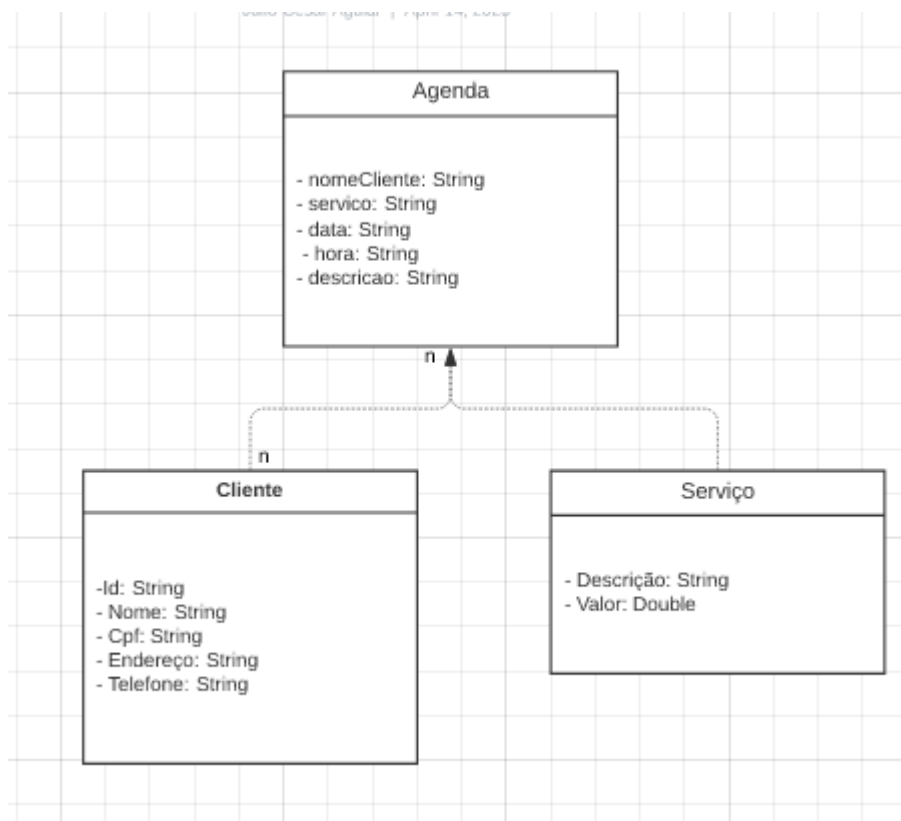 Agenda
- nomeCliente: String
- servico: String
- data: String
- hora: String
- descricao: String
n
n
Cliente
-Id: String
- Nome: String
- Cpf: String
- Endereço: String
- Telefone: String
Serviço
- Descrição: String
- Valor: Double